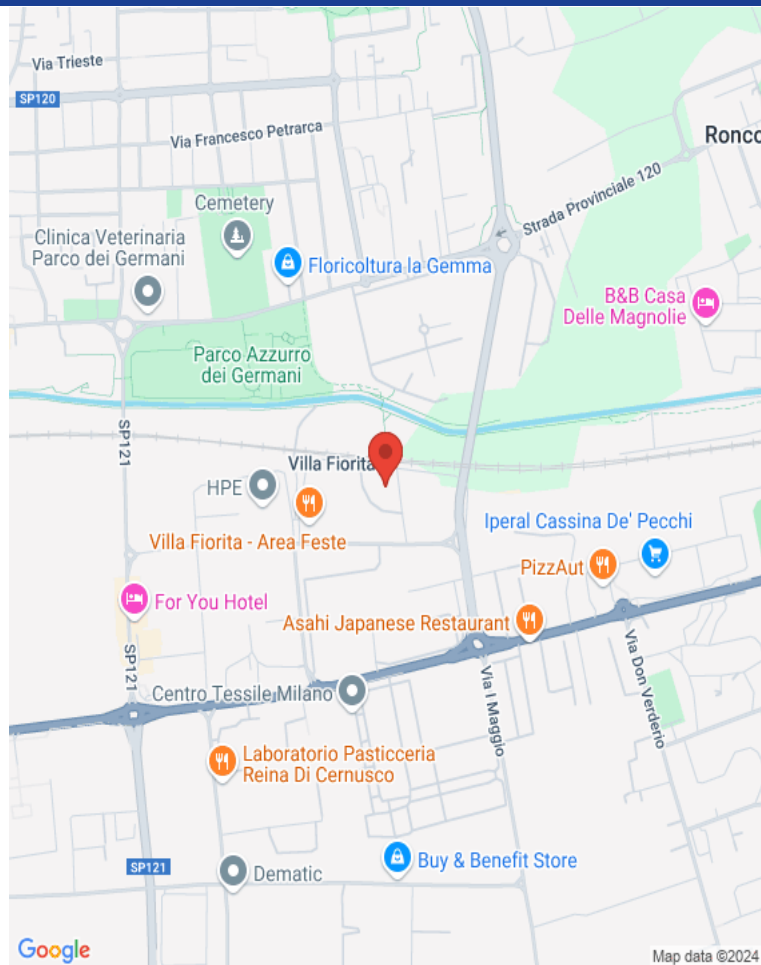 Via Trieste
SP120
Via Francesco Petrarca
Ronco
Strada Provinciale 120
Cemetery
Clinica Veterinaria
Parco dei Germani
Floricoltura la Gemma
B&B Casa
Delle Magnolie
Parco Azzurro
dei Germani
SP121
Villa Fiorita
HPE
Villa Fiorita - Area Feste
Iperal Cassina De' Pecchi
PizzAut
For You Hotel
Asahi Japanese Restaurant
SP121
Via I Maggio
Via Don Verderio
Centro Tessile Milano
Laboratorio Pasticceria
Reina Di Cernusco
SP121
Buy & Benefit Store
Dematic
Google
Map data ©2024